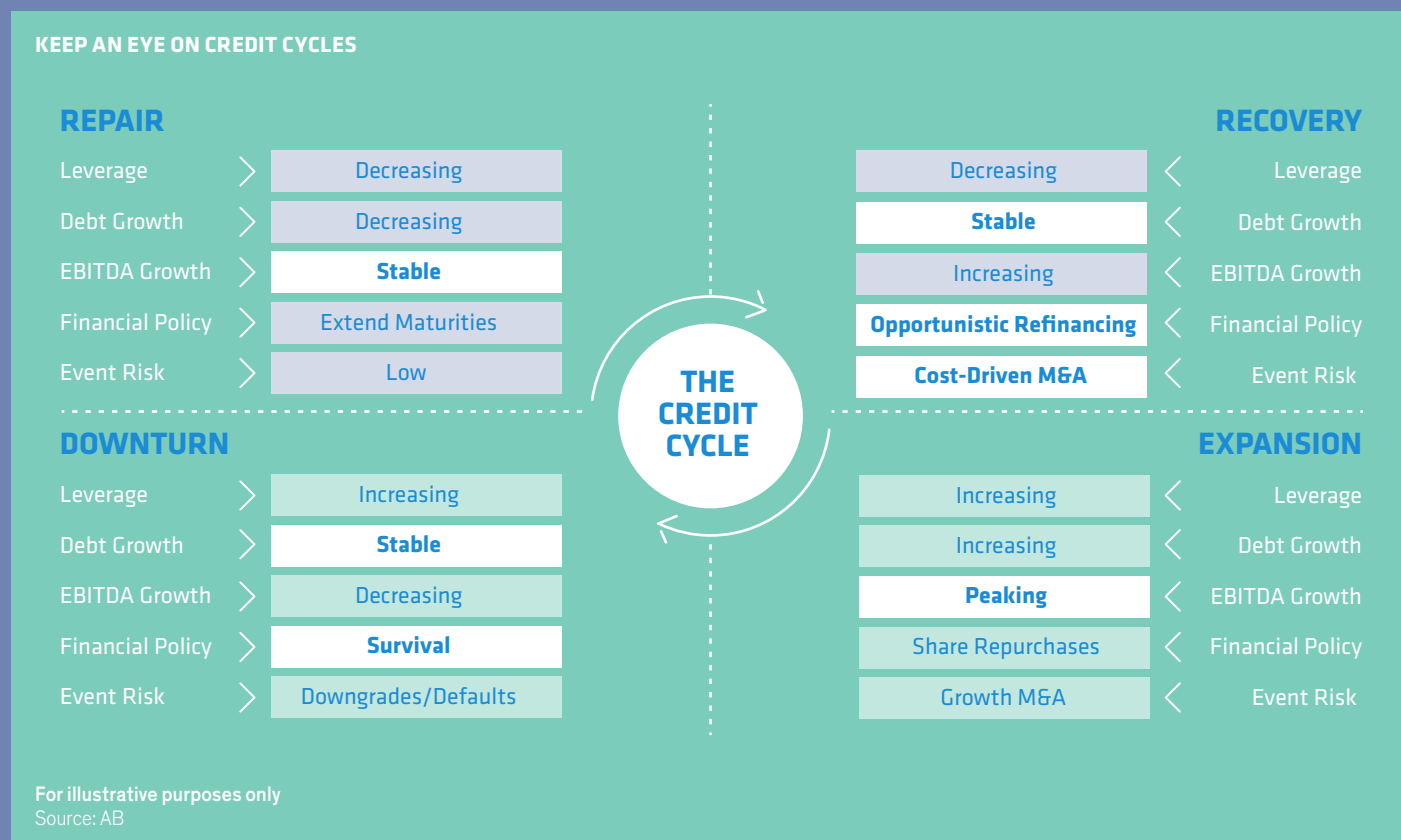 KEEP AN EYE ON CREDIT CYCLES
REPAIR
Leverage Decreasing
Debt Growth Decreasing
EBITDA Growth Stable
Financial Policy Extend Maturities
Event Risk Low
RECOVERY
Decreasing Leverage
Stable Debt Growth
Increasing EBITDA Growth
Opportunistic Refinancing Financial Policy
Cost-Driven M&A Event Risk
THE
CREDIT
CYCLE
DOWNTURN
Leverage Increasing
Debt Growth Stable
EBITDA Growth Decreasing
Financial Policy Survival
Event Risk Downgrades/Defaults
EXPANSION
Increasing Leverage
Increasing Debt Growth
Peaking EBITDA Growth
Share Repurchases Financial Policy
Growth M&A Event Risk
For illustrative purposes only
Source: AB